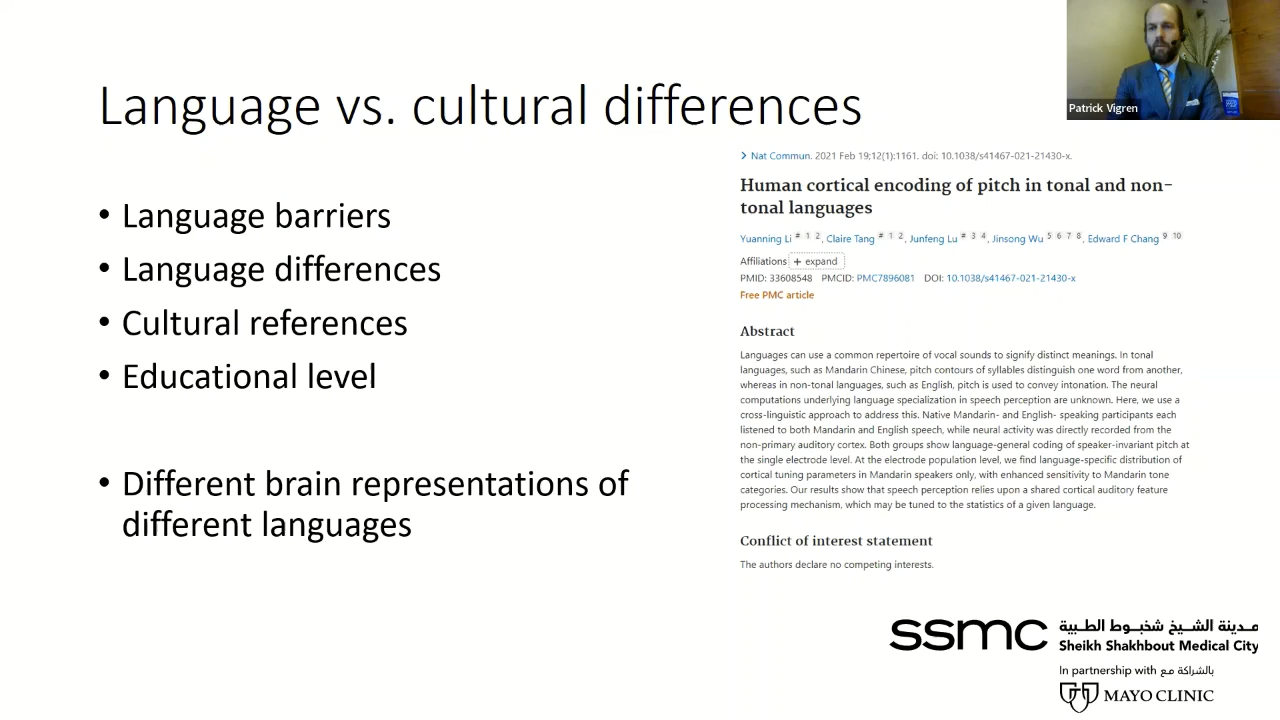 Language vs. cultural differences
Patrick Vigren
• Language barriers
• Language differences
• Cultural references
• Educational level
• Different brain representations of
different languages
> Nat Commun. 2021 Feb 19;12(1):1161. doi: 10.1038/s41467-021-21430-x.
Human cortical encoding of pitch in tonal and non-
tonal languages
Yuanning Li # 1 2, Claire Tang # 1 2, Junfeng Lu # 3 4, Jinsong Wu 5 6 7 8, Edward F Chang 9 10
Affiliations + expand
PMID: 33608548 PMCID: PMC7896081 DOI: 10.1038/s41467-021-21430-x
Free PMC article
Abstract
Languages can use a common repertoire of vocal sounds to signify distinct meanings. In tonal
languages, such as Mandarin Chinese, pitch contours of syllables distinguish one word from another,
whereas in non-tonal languages, such as English, pitch is used to convey intonation. The neural
computations underlying language specialization in speech perception are unknown. Here, we use a
cross-linguistic approach to address this. Native Mandarin- and English- speaking participants each
listened to both Mandarin and English speech, while neural activity was directly recorded from the
non-primary auditory cortex. Both groups show language-general coding of speaker-invariant pitch at
the single electrode level. At the electrode population level, we find language-specific distribution of
cortical tuning parameters in Mandarin speakers only, with enhanced sensitivity to Mandarin tone
categories. Our results show that speech perception relies upon a shared cortical auditory feature
processing mechanism, which may be tuned to the statistics of a given language.
Conflict of interest statement
The authors declare no competing interests.
ssmc
مدينة الشيخ شخبوط الطبية
Sheikh Shakhbout Medical City
In partnership with بالشراكة مع
MAYO CLINIC